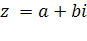 z = a + bi